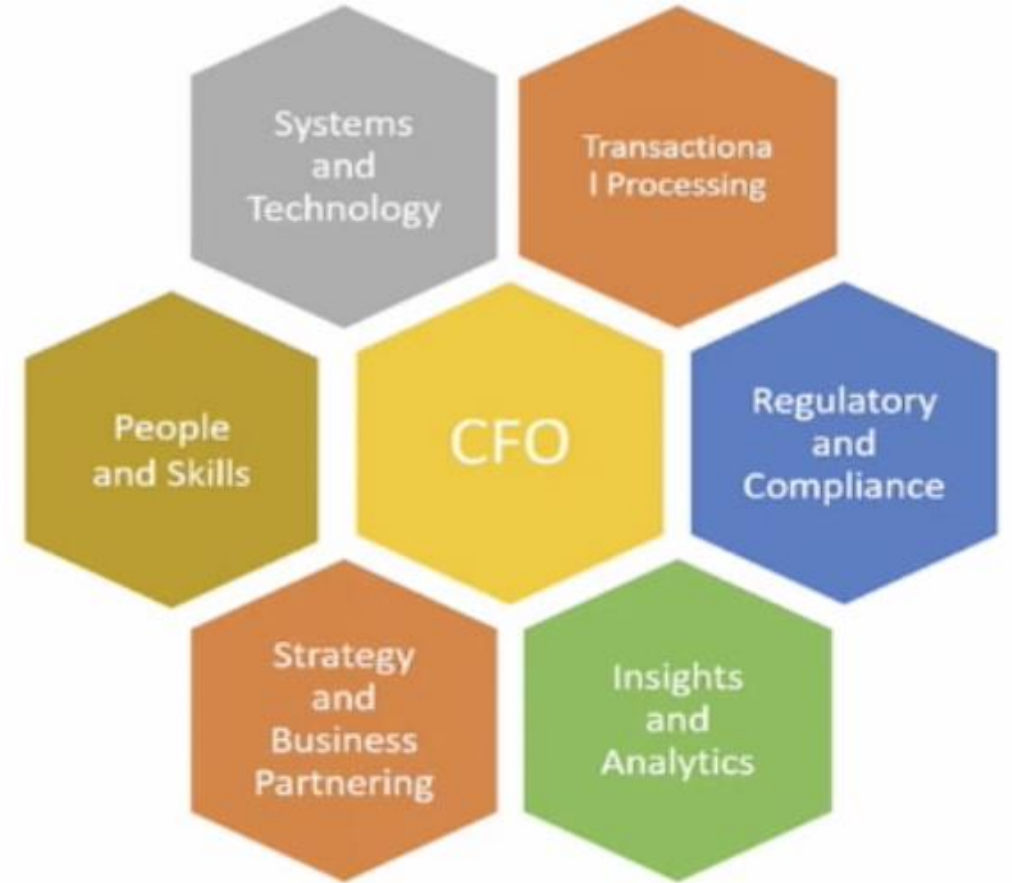 Systems
and
Technology
Transactiona
l Processing
People
and Skills
CFO
Regulatory
and
Compliance
Strategy
and
Business
Partnering
Insights
and
Analytics